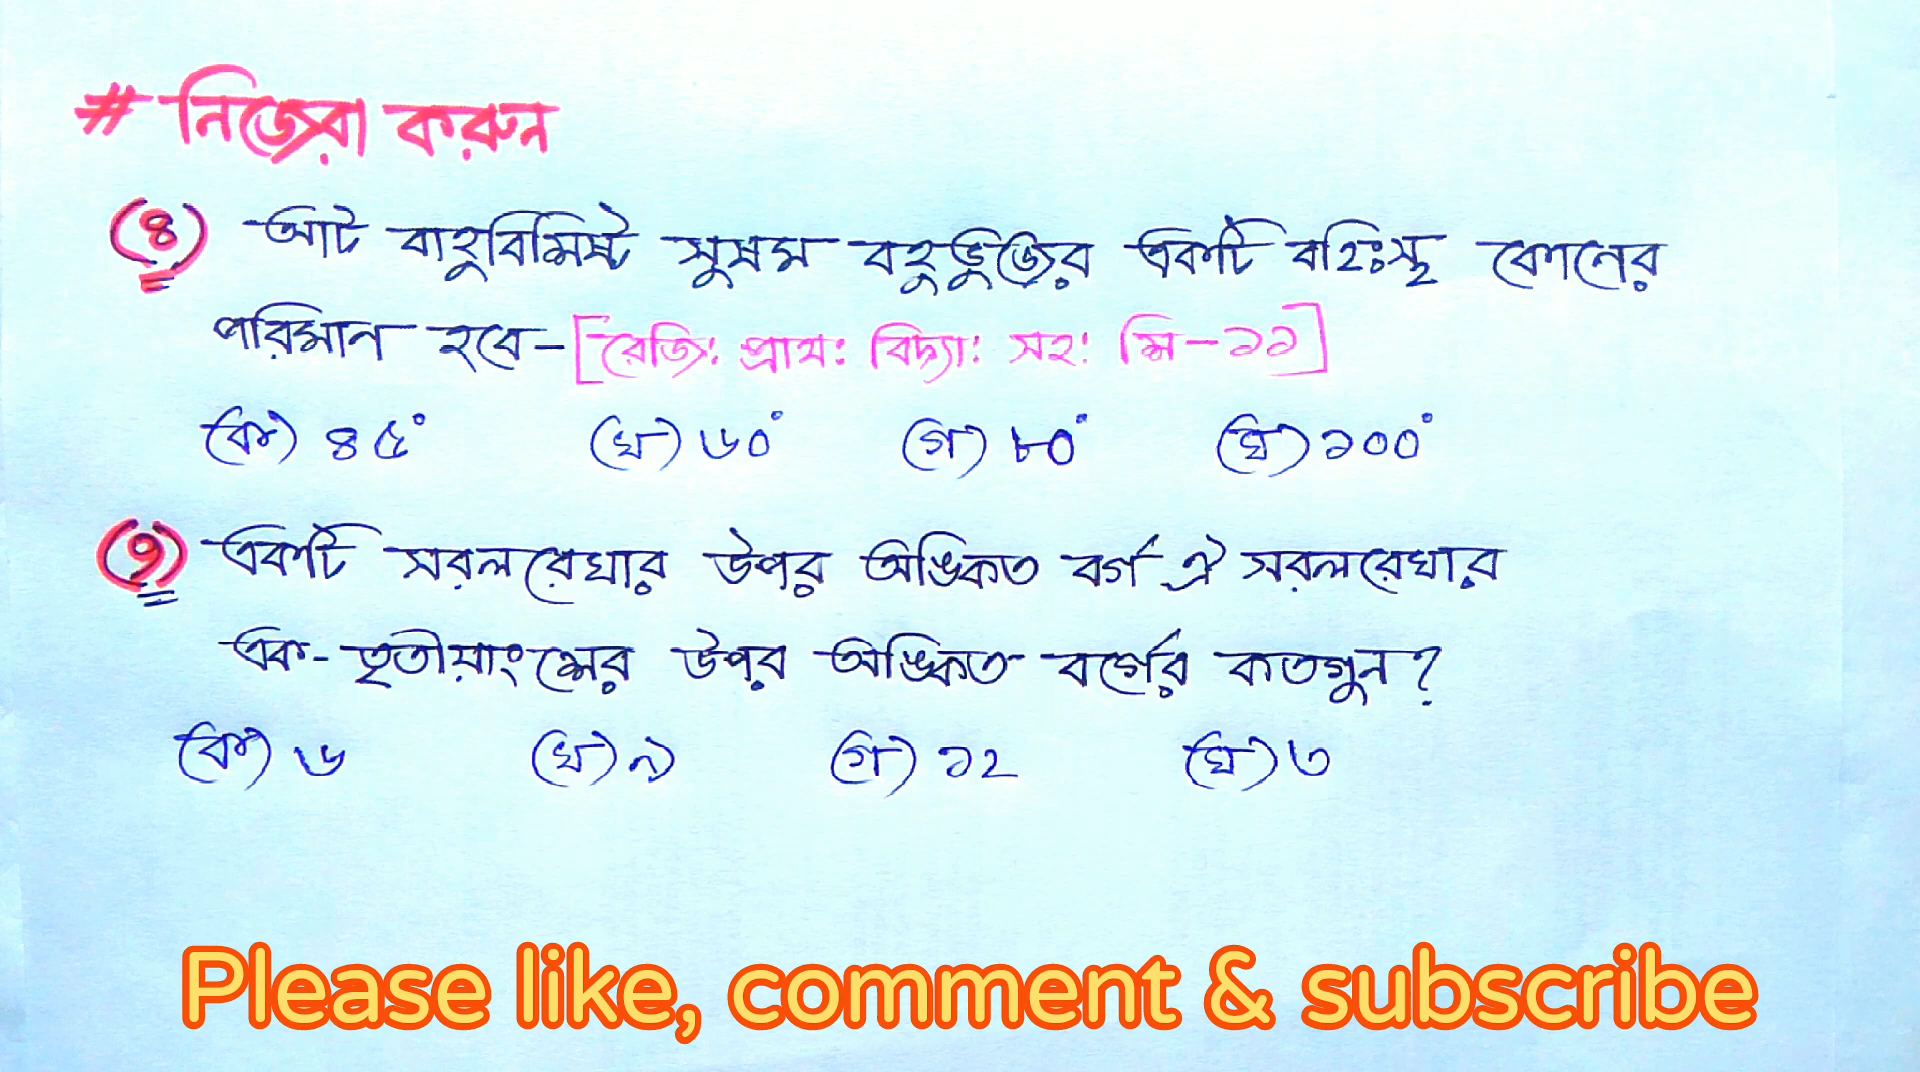 # নিজেরা করুন
(৪) আট বাহুবিশিষ্ট সুষম বহুভুজের একটি বহিঃস্থ কোনের
পরিমান হবে-[রেজি: প্রাথ: বিদ্যা: সহ: শি-১১]
(ক) ৪৫° (খ) ৬০° (গ) ৮০° (ঘ) ১০০°
(৭) একটি সরলরেখার উপর অঙ্কিত বর্গ ঐ সরলরেখার
এক-তৃতীয়াংশের উপর অঙ্কিত বর্গের কতগুন?
(ক) ৬ (খ) ৯ (গ) ১২ (ঘ) ৩
Please like, comment & subscribe